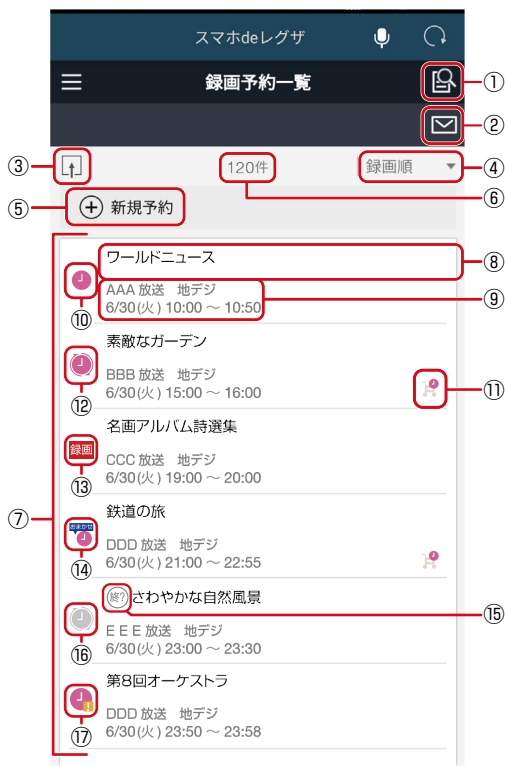 スマホdeレグザ
録画予約一覧
①
②
③
120件
録画順
④
⑥
⑤
新規予約
ワールドニュース
⑧
AAA 放送 地デジ
6/30(火) 10:00 ～ 10:50
⑨
⑩
素敵なガーデン
BBB 放送 地デジ
6/30(火) 15:00 ～ 16:00
⑪
⑫
名画アルバム詩選集
録画
CCC 放送 地デジ
6/30(火) 19:00 ～ 20:00
⑬
⑦
鉄道の旅
おまかせ
DDD 放送 地デジ
6/30(火) 21:00 ～ 22:55
⑭
終?さわやかな自然風景
⑮
E E E 放送 地デジ
6/30(火) 23:00 ～ 23:30
⑯
第8回オーケストラ
DDD 放送 地デジ
6/30(火) 23:50 ～ 23:58
⑰